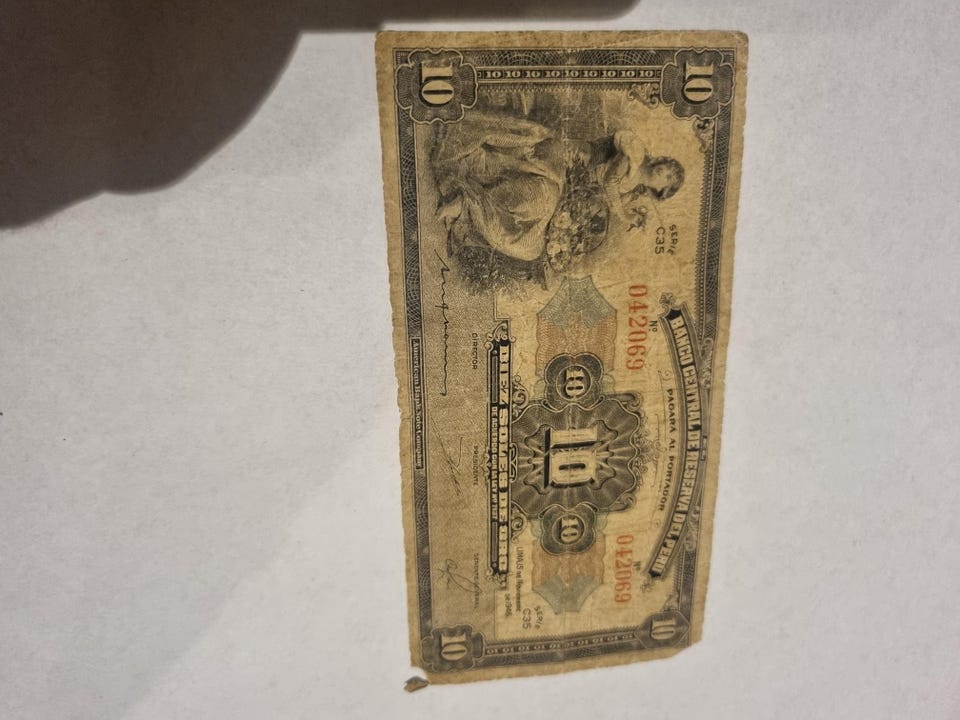 10 10 10 10 10 10 10 10 10 10
10
10
BANCO CENTRAL DE RESERVA DEL PERU
PAGARA AL PORTADOR
SERIE
C35
Nº
042069
Nº
042069
10
10
10
DIEZ SOLES DE ORO
SERIE
C35
DIRECTOR
PRESIDENTE
American Bank Note Company
10
10